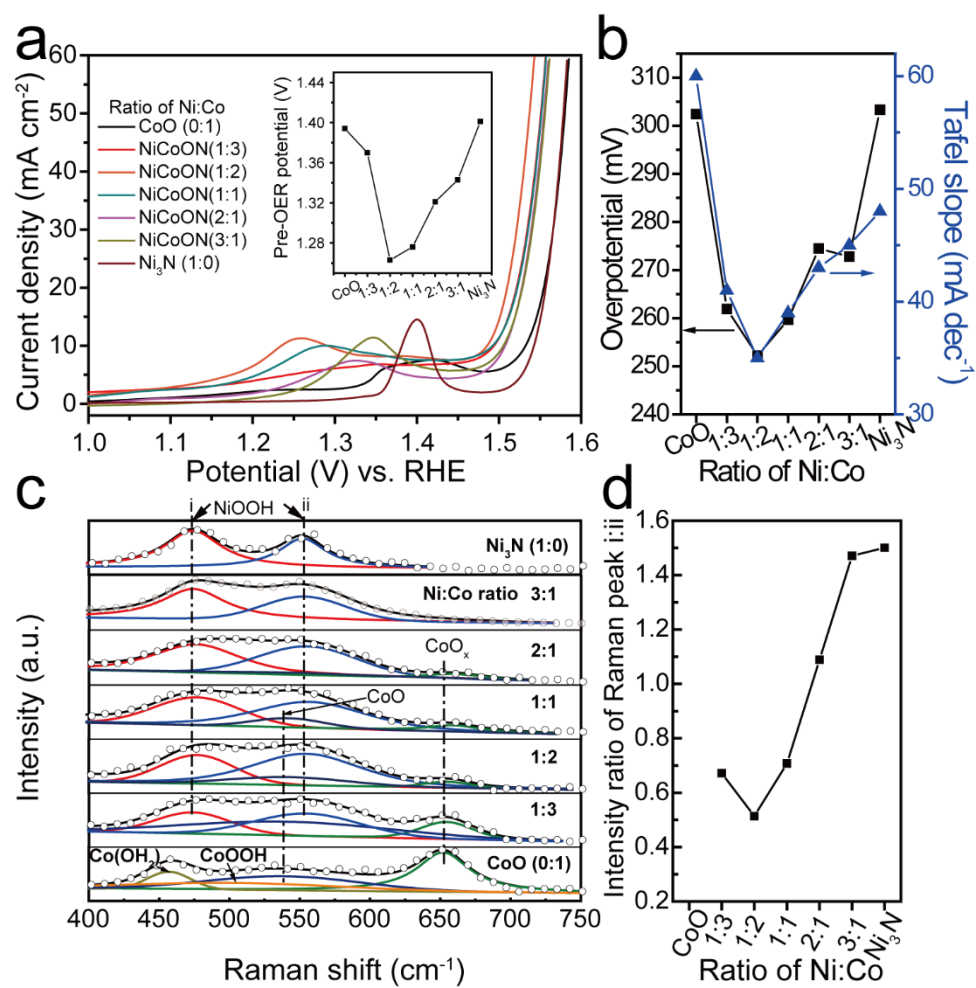 a
Current density (mA cm⁻²)
60
50
40
30
20
10
0
Ratio of Ni:Co
CoO (0:1)
NiCoON(1:3)
NiCoON(1:2)
NiCoON(1:1)
NiCoON(2:1)
NiCoON(3:1)
Ni₃N (1:0)
Pre-OER potential (V)
1.44
1.40
1.36
1.32
1.28
CoO 1:3 1:2 1:1 2:1 3:1 Ni₃N
1.0 1.1 1.2 1.3 1.4 1.5 1.6
Potential (V) vs. RHE
b
Overpotential (mV)
310
300
290
280
270
260
250
240
60
50
40
30
Tafel slope (mA dec⁻¹)
CoO 1:3 1:2 1:1 2:1 3:1 Ni₃N
Ratio of Ni:Co
c
Intensity (a.u.)
i NiOOH ii
Ni₃N (1:0)
Ni:Co ratio 3:1
2:1
CoOₓ
1:1
CoO
1:2
1:3
Co(OH₂)
CoOOH
CoO (0:1)
400 450 500 550 600 650 700 750
Raman shift (cm⁻¹)
d
Intensity ratio of Raman peak i:ii
1.6
1.4
1.2
1.0
0.8
0.6
0.4
0.2
CoO 1:3 1:2 1:1 2:1 3:1 Ni₃N
Ratio of Ni:Co